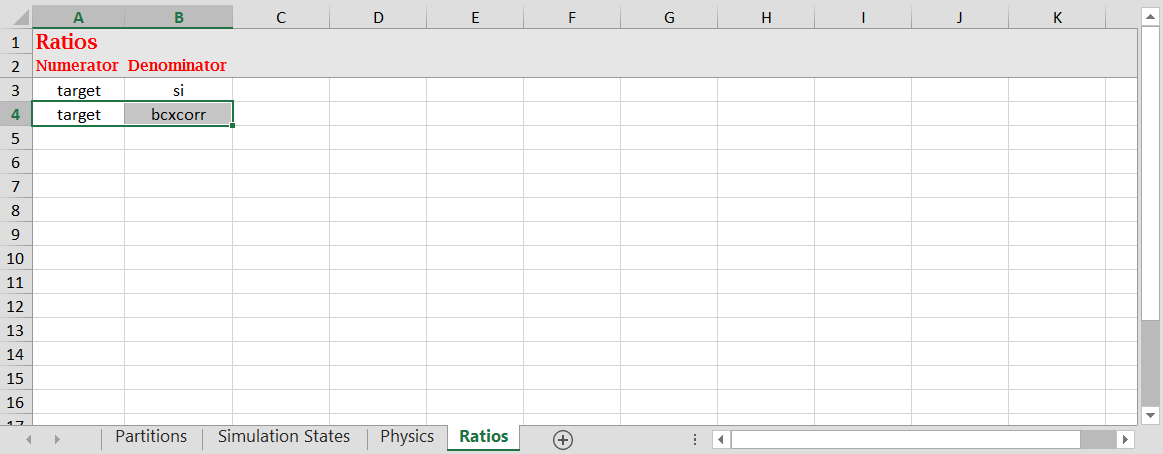 A B C D E F G H I J K
1 Ratios
2 Numerator Denominator
3 target si
4 target bcxcorr
5
6
7
8
9
10
11
12
13
14
15
16
17
Partitions Simulation States Physics Ratios